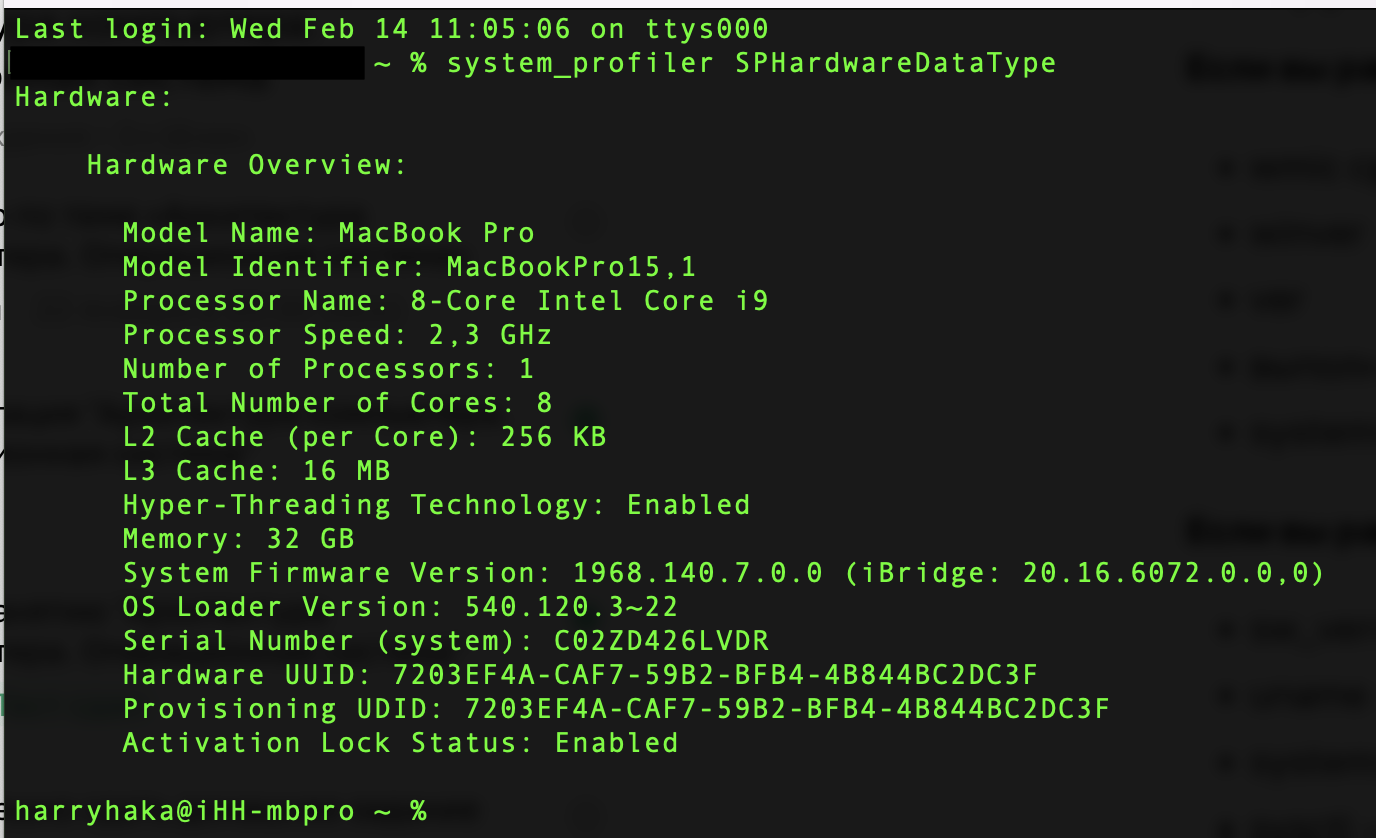 Last login: Wed Feb 14 11:05:06 on ttys000
~ % system_profiler SPHardwareDataType
Hardware:
Hardware Overview:
Model Name: MacBook Pro
Model Identifier: MacBookPro15,1
Processor Name: 8-Core Intel Core i9
Processor Speed: 2,3 GHz
Number of Processors: 1
Total Number of Cores: 8
L2 Cache (per Core): 256 KB
L3 Cache: 16 MB
Hyper-Threading Technology: Enabled
Memory: 32 GB
System Firmware Version: 1968.140.7.0.0 (iBridge: 20.16.6072.0.0,0)
OS Loader Version: 540.120.3~22
Serial Number (system): C02ZD426LVDR
Hardware UUID: 7203EF4A-CAF7-59B2-BFB4-4B844BC2DC3F
Provisioning UDID: 7203EF4A-CAF7-59B2-BFB4-4B844BC2DC3F
Activation Lock Status: Enabled
harryhaka@iHH-mbpro ~ %